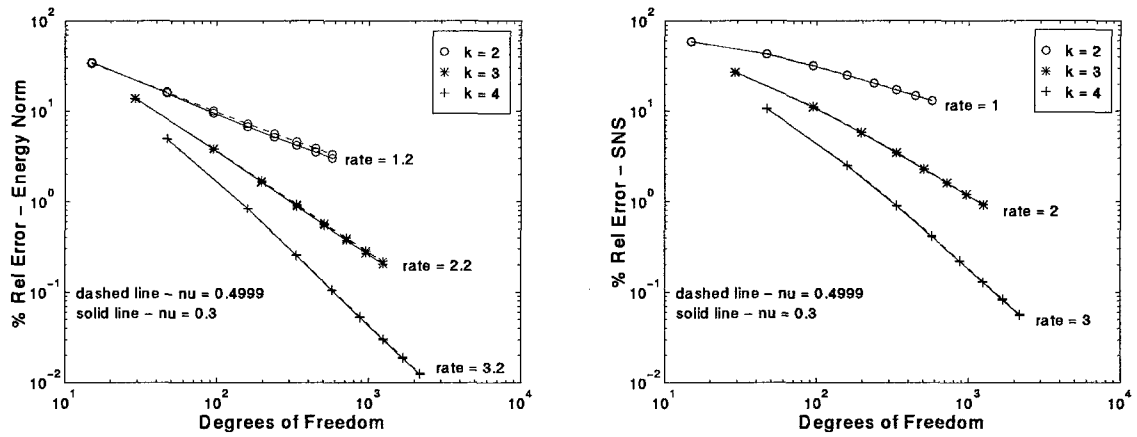 10^2
10^1
10^0
10^-1
10^-2
% Rel Error – Energy Norm
k = 2
k = 3
k = 4
rate = 1.2
rate = 2.2
rate = 3.2
dashed line – nu = 0.4999
solid line – nu = 0.3
10^1
10^2
10^3
10^4
Degrees of Freedom
10^2
10^1
10^0
10^-1
10^-2
% Rel Error – SNS
k = 2
k = 3
k = 4
rate = 1
rate = 2
rate = 3
dashed line – nu = 0.4999
solid line – nu = 0.3
10^1
10^2
10^3
10^4
Degrees of Freedom